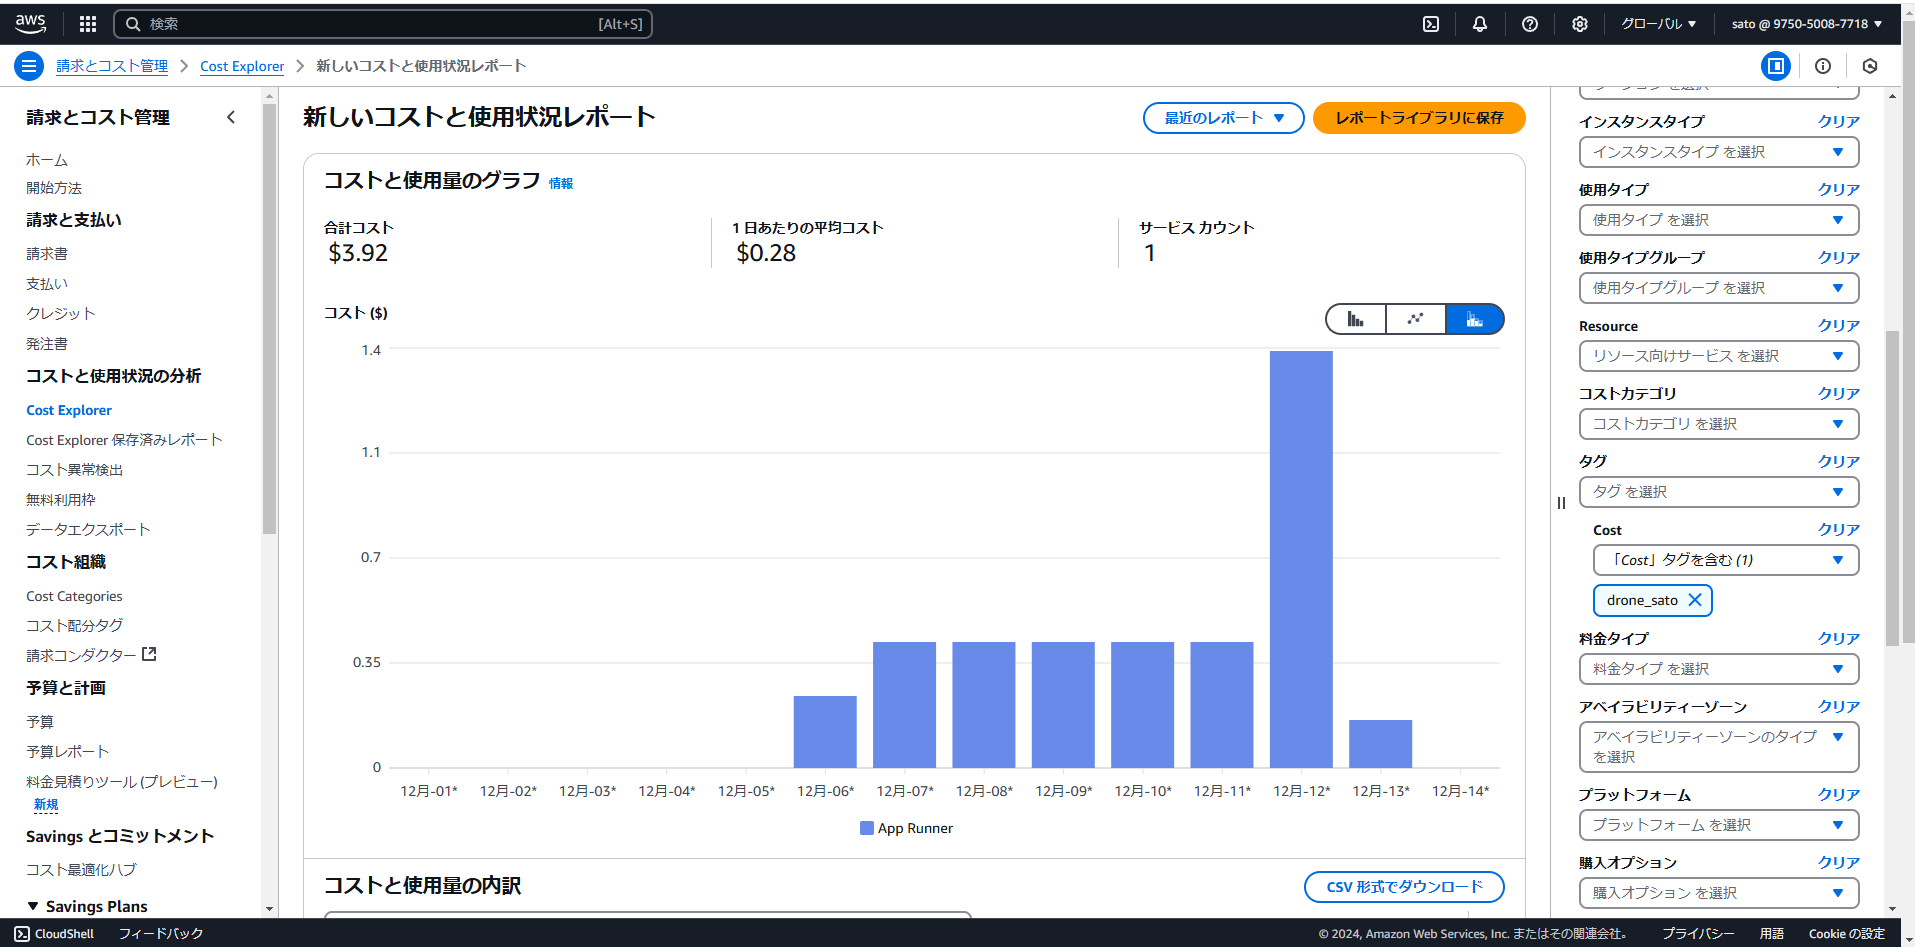 aws
検索
[Alt+S]
グローバル ▼
sato @ 9750-5008-7718 ▼
請求とコスト管理 > Cost Explorer > 新しいコストと使用状況レポート
請求とコスト管理
ホーム
開始方法
請求と支払い
請求書
支払い
クレジット
発注書
コストと使用状況の分析
Cost Explorer
Cost Explorer 保存済みレポート
コスト異常検出
無料利用枠
データエクスポート
コスト組織
Cost Categories
コスト配分タグ
請求コンダクター
予算と計画
予算
予算レポート
料金見積りツール (プレビュー)
新規
Savings とコミットメント
コスト最適化ハブ
▼ Savings Plans
新しいコストと使用状況レポート
最近のレポート ▼
レポートライブラリに保存
コストと使用量のグラフ 情報
合計コスト
$3.92
1 日あたりの平均コスト
$0.28
サービス カウント
1
コスト ($)
1.4
1.1
0.7
0.35
0
12月-01* 12月-02* 12月-03* 12月-04* 12月-05* 12月-06* 12月-07* 12月-08* 12月-09* 12月-10* 12月-11* 12月-12* 12月-13* 12月-14*
App Runner
コストと使用量の内訳
CSV 形式でダウンロード
インスタンスタイプ クリア
インスタンスタイプ を選択
使用タイプ クリア
使用タイプ を選択
使用タイプグループ クリア
使用タイプグループ を選択
Resource クリア
リソース向けサービス を選択
コストカテゴリ クリア
コストカテゴリ を選択
タグ クリア
タグ を選択
Cost クリア
「Cost」タグを含む (1)
drone_sato
料金タイプ クリア
料金タイプ を選択
アベイラビリティーゾーン クリア
アベイラビリティーゾーンのタイプ
を選択
プラットフォーム クリア
プラットフォーム を選択
購入オプション クリア
購入オプション を選択
CloudShell
フィードバック
© 2024, Amazon Web Services, Inc. またはその関連会社。
プライバシー
用語
Cookie の設定